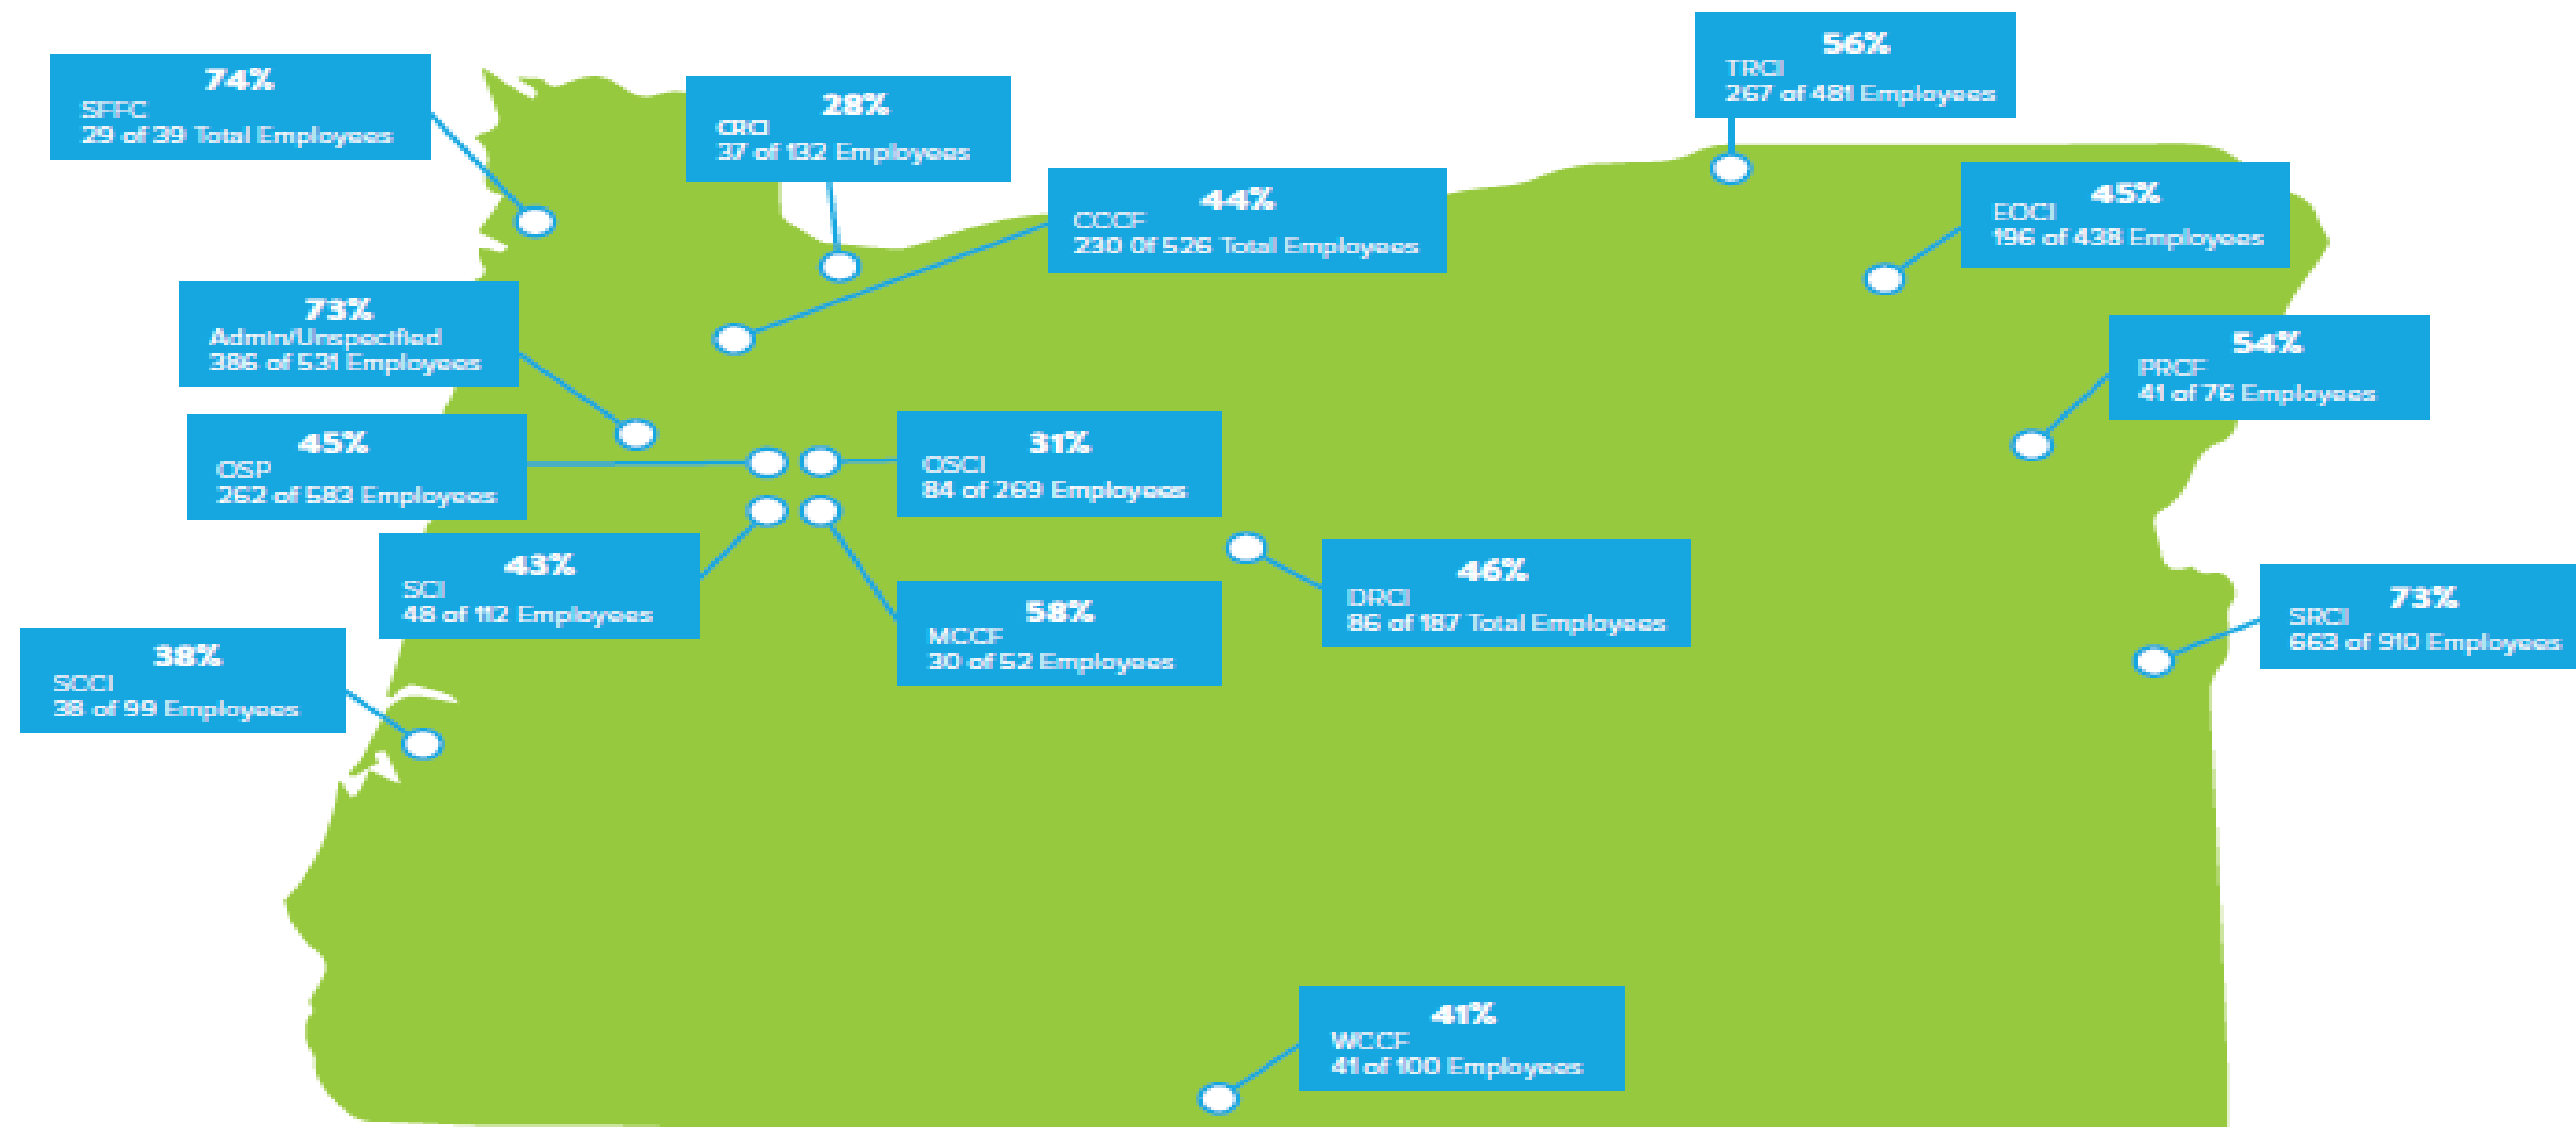 74%
SFFC
29 of 39 Total Employees
28%
CRCI
37 of 132 Employees
56%
TRCI
267 of 481 Employees
44%
CCCF
230 0f 526 Total Employees
45%
EOCI
196 of 438 Employees
73%
Admin/Unspecified
386 of 531 Employees
54%
PRCF
41 of 76 Employees
45%
OSP
262 of 583 Employees
31%
OSCI
84 of 269 Employees
43%
SCI
48 of 112 Employees
58%
MCCF
30 of 52 Employees
46%
DRCI
86 of 187 Total Employees
73%
SRCI
663 of 910 Employees
38%
SCCI
38 of 99 Employees
41%
WCCF
41 of 100 Employees